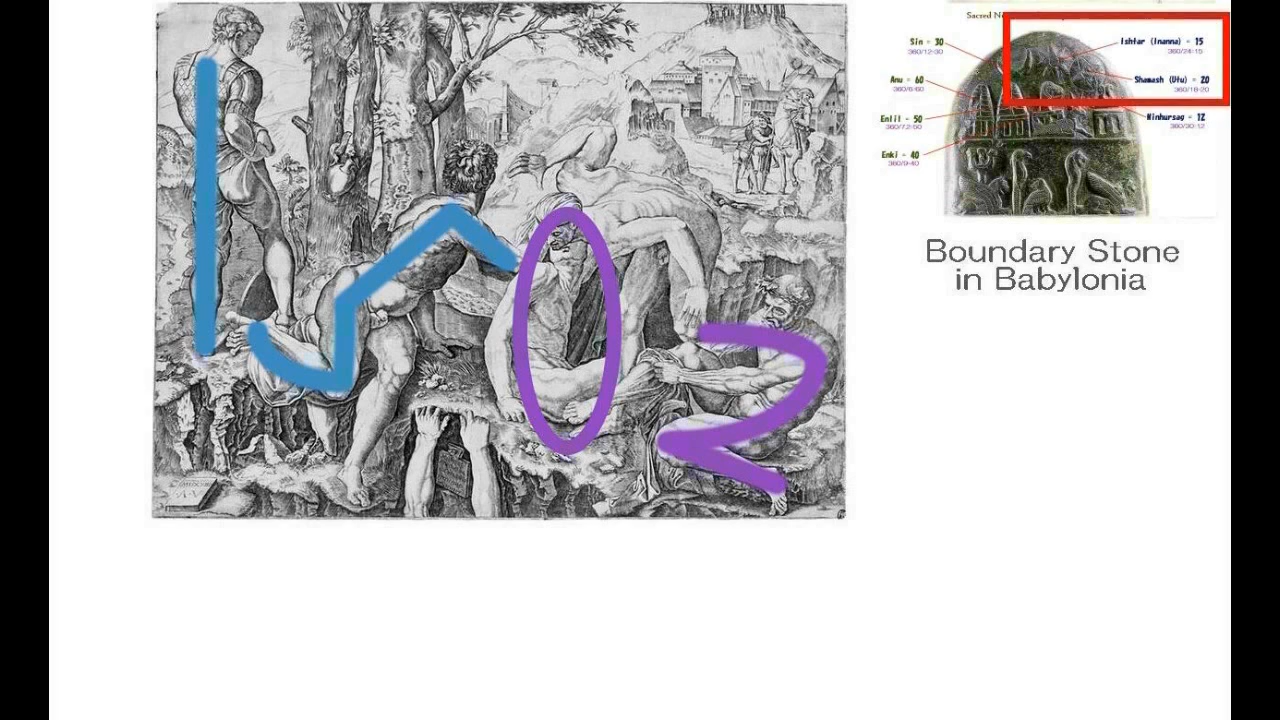 Sin = 30
360/12=30
Anu = 60
360/6=60
Enlil = 50
360/7.2=50
Enki = 40
360/9=40
Ishtar (Inanna) = 15
360/24=15
Shamash (Utu) = 20
360/18=20
Ninhursag = 12
360/30=12
Boundary Stone
in Babylonia